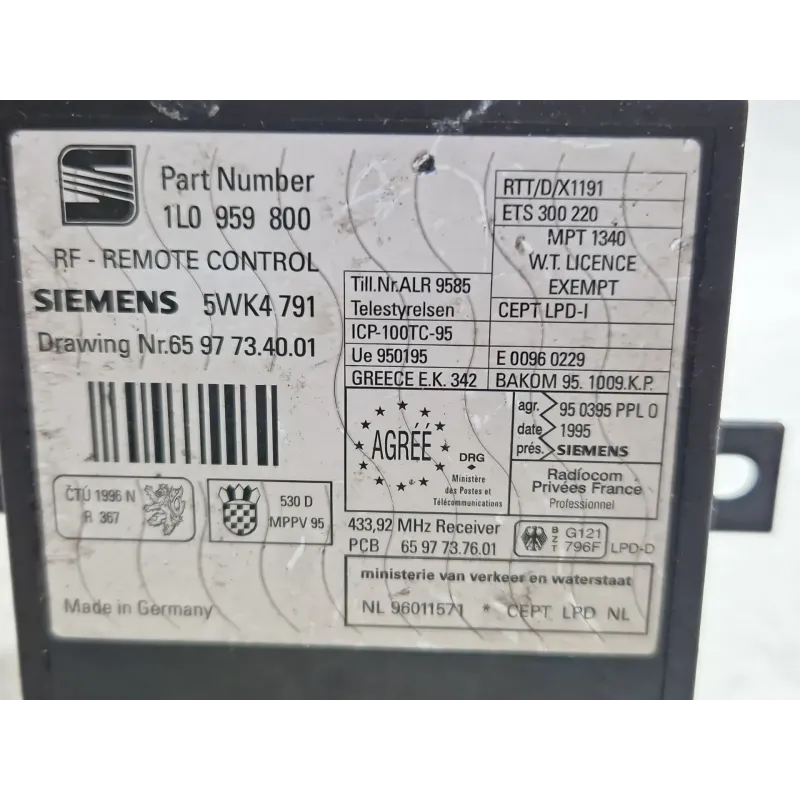 Part Number
1L0 959 800
RF - REMOTE CONTROL
SIEMENS 5WK4 791
Drawing Nr.65 97 73.40.01
ČTÚ 1996 N
R 367
530 D
MPPV 95
Made in Germany
RTT/D/X1191
ETS 300 220
MPT 1340
W.T. LICENCE
EXEMPT
Till.Nr.ALR 9585
Telestyrelsen
CEPT LPD-I
ICP-100TC-95
Ue 950195
E 0096 0229
GREECE E.K. 342
BAKOM 95. 1009.K.P.
AGRÉÉ
DRG
Ministère
des Postes et
Télécommunications
agr. 95 0395 PPL 0
date 1995
prés. SIEMENS
Radiocom
Privées France
Professionnel
433,92 MHz Receiver
PCB 65 97 73.76.01
BZT
G121
796F
LPD-D
ministerie van verkeer en waterstaat
NL 96011571 * CEPT LPD NL